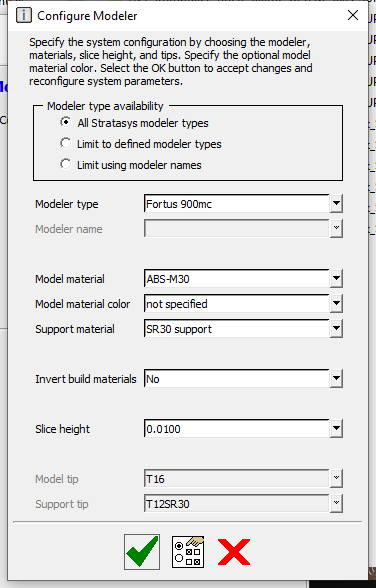 Configure Modeler
Specify the system configuration by choosing the modeler,
materials, slice height, and tips. Specify the optional model
material color. Select the OK button to accept changes and
reconfigure system parameters.
Modeler type availability
All Stratasys modeler types
Limit to defined modeler types
Limit using modeler names
Modeler type Fortus 900mc
Modeler name
Model material ABS-M30
Model material color not specified
Support material SR30 support
Invert build materials No
Slice height 0.0100
Model tip T16
Support tip T12SR30